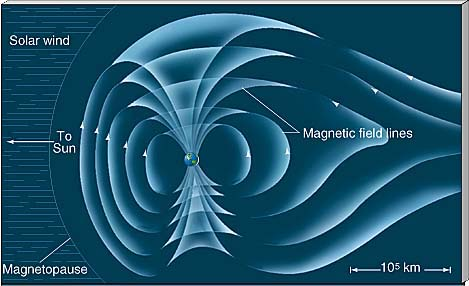 Solar wind
To
Sun
Magnetic field lines
Magnetopause
10⁵ km